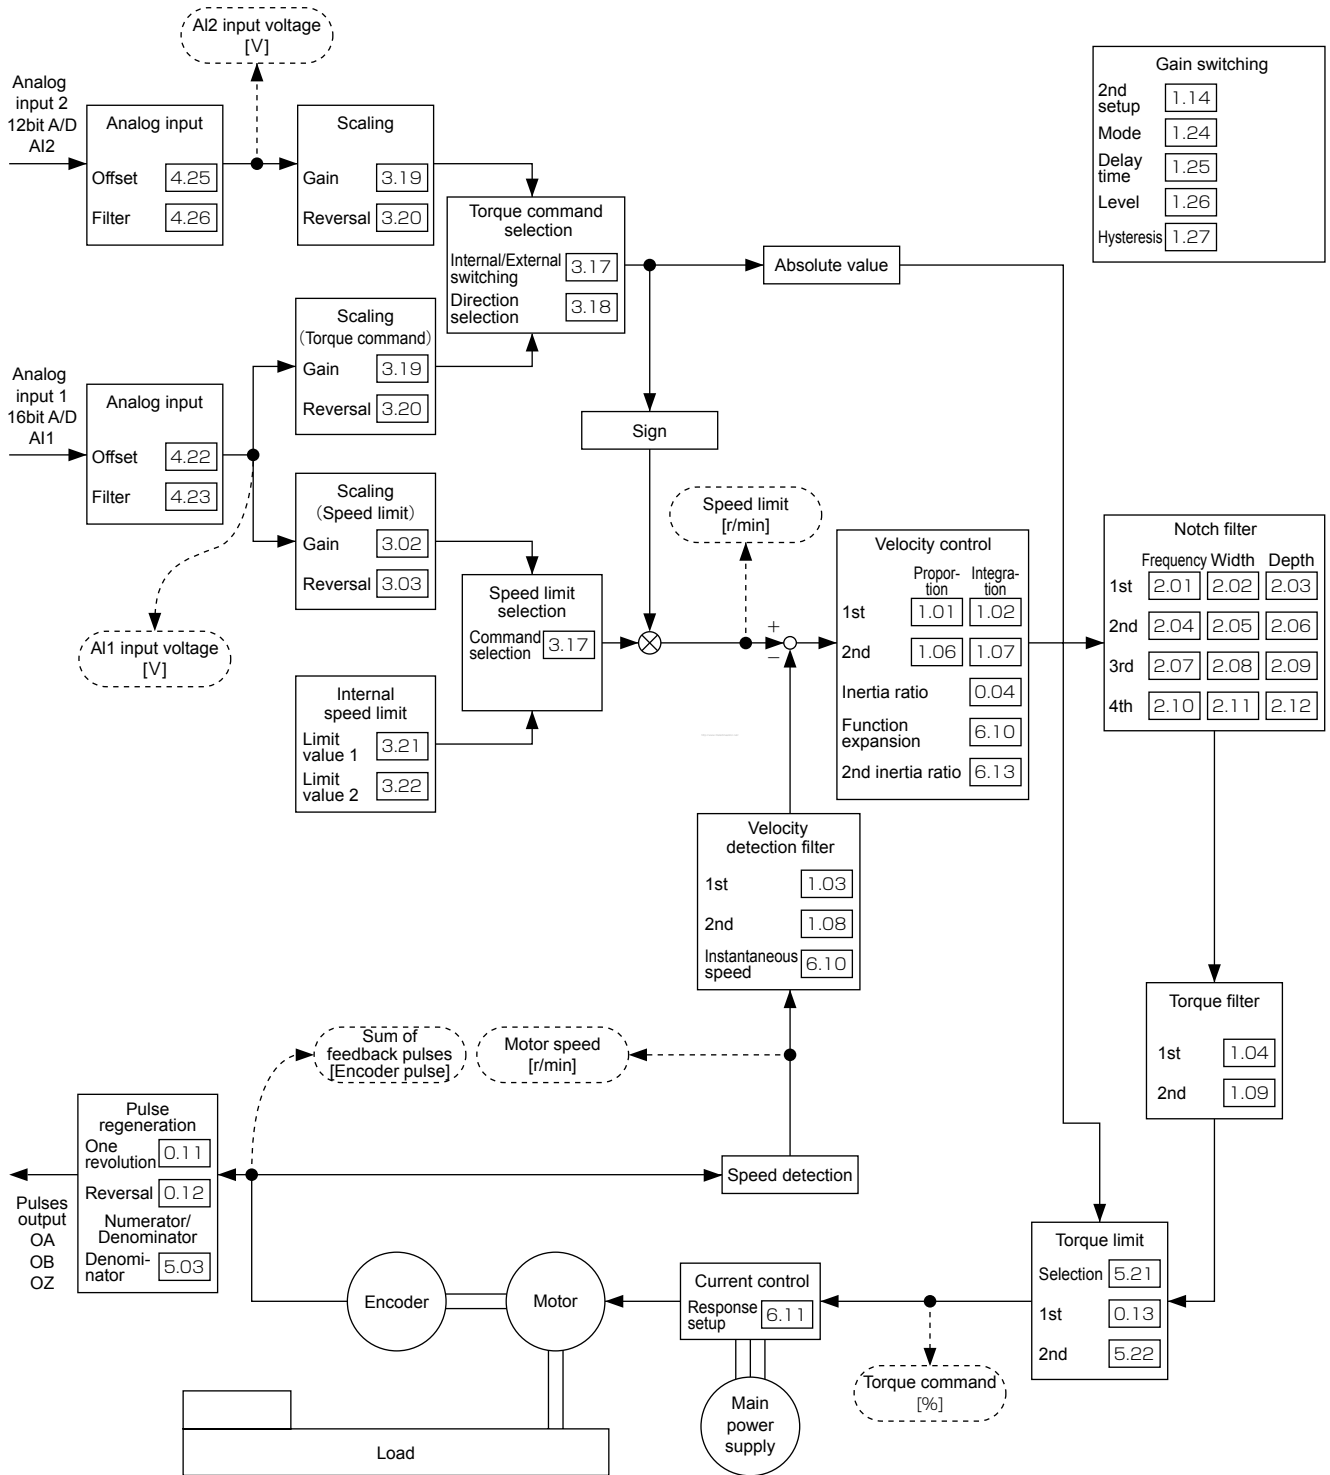 AI2 input voltage
[V]
Analog
input 2
12bit A/D
AI2
Analog input
Offset 4.25
Filter 4.26
Scaling
Gain 3.19
Reversal 3.20
Torque command
selection
Internal/External
switching 3.17
Direction
selection 3.18
Absolute value
Gain switching
2nd
setup 1.14
Mode 1.24
Delay
time 1.25
Level 1.26
Hysteresis 1.27
Analog
input 1
16bit A/D
AI1
Analog input
Offset 4.22
Filter 4.23
Scaling
(Torque command)
Gain 3.19
Reversal 3.20
Sign
AI1 input voltage
[V]
Scaling
(Speed limit)
Gain 3.02
Reversal 3.03
Internal
speed limit
Limit
value 1 3.21
Limit
value 2 3.22
Speed limit
selection
Command
selection 3.17
Speed limit
[r/min]
+
−
Velocity control
Propor-
tion
Integra-
tion
1st 1.01 1.02
2nd 1.06 1.07
Inertia ratio 0.04
Function
expansion 6.10
2nd inertia ratio 6.13
Notch filter
Frequency Width Depth
1st 2.01 2.02 2.03
2nd 2.04 2.05 2.06
3rd 2.07 2.08 2.09
4th 2.10 2.11 2.12
Velocity
detection filter
1st 1.03
2nd 1.08
Instantaneous
speed 6.10
Torque filter
1st 1.04
2nd 1.09
Sum of
feedback pulses
[Encoder pulse]
Motor speed
[r/min]
Pulse
regeneration
One
revolution 0.11
Reversal 0.12
Numerator/
Denominator
Denomi-
nator 5.03
Pulses
output
OA
OB
OZ
Speed detection
Torque limit
Selection 5.21
1st 0.13
2nd 5.22
Encoder
Motor
Current control
Response
setup 6.11
Torque command
[%]
Main
power
supply
Load